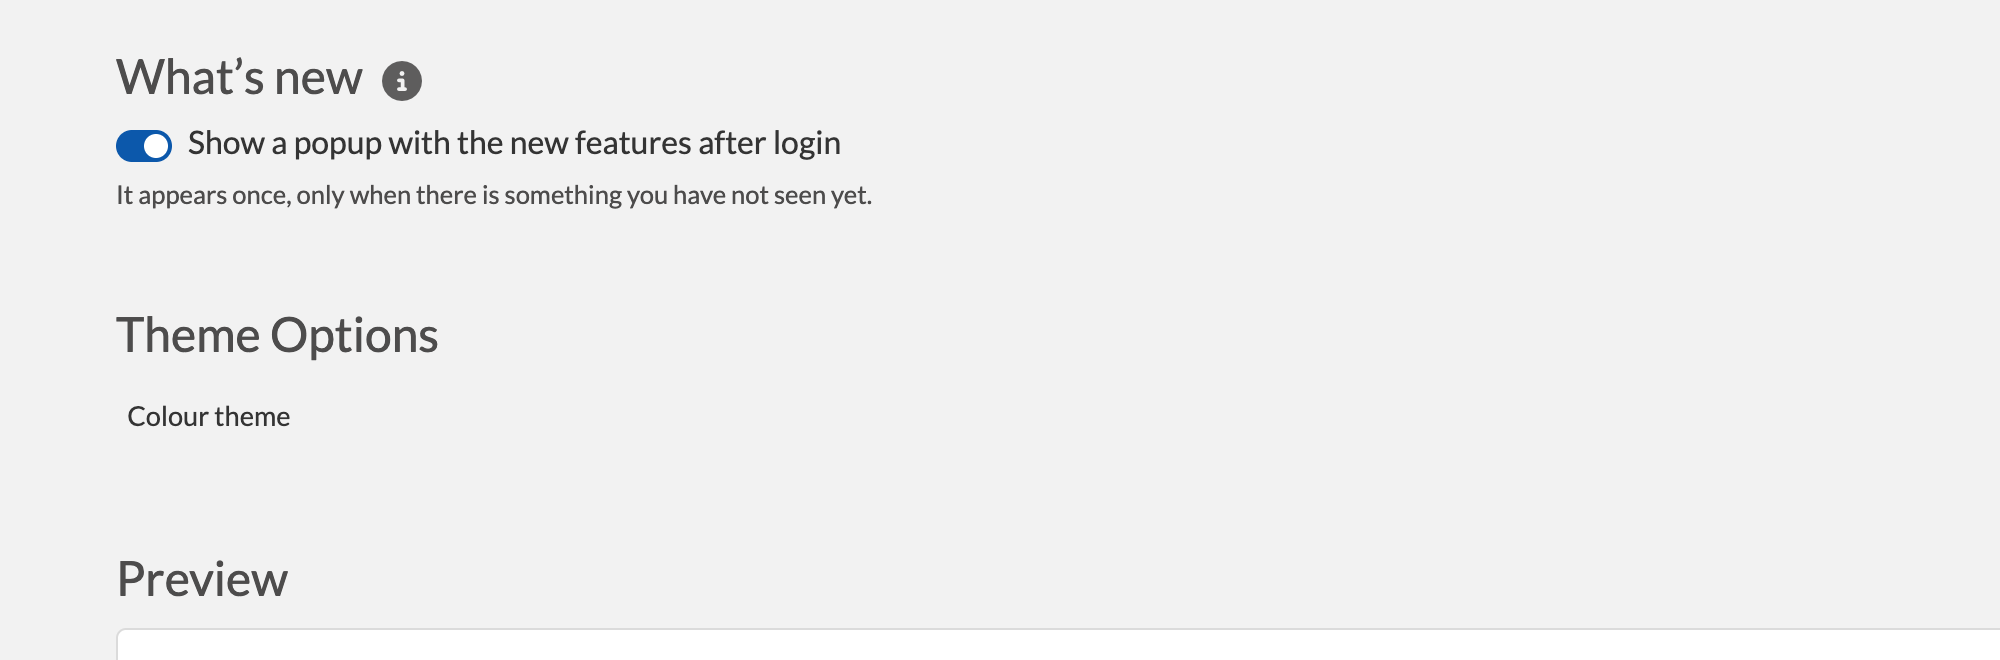 What’s new
Show a popup with the new features after login
It appears once, only when there is something you have not seen yet.
Theme Options
Colour theme
Preview